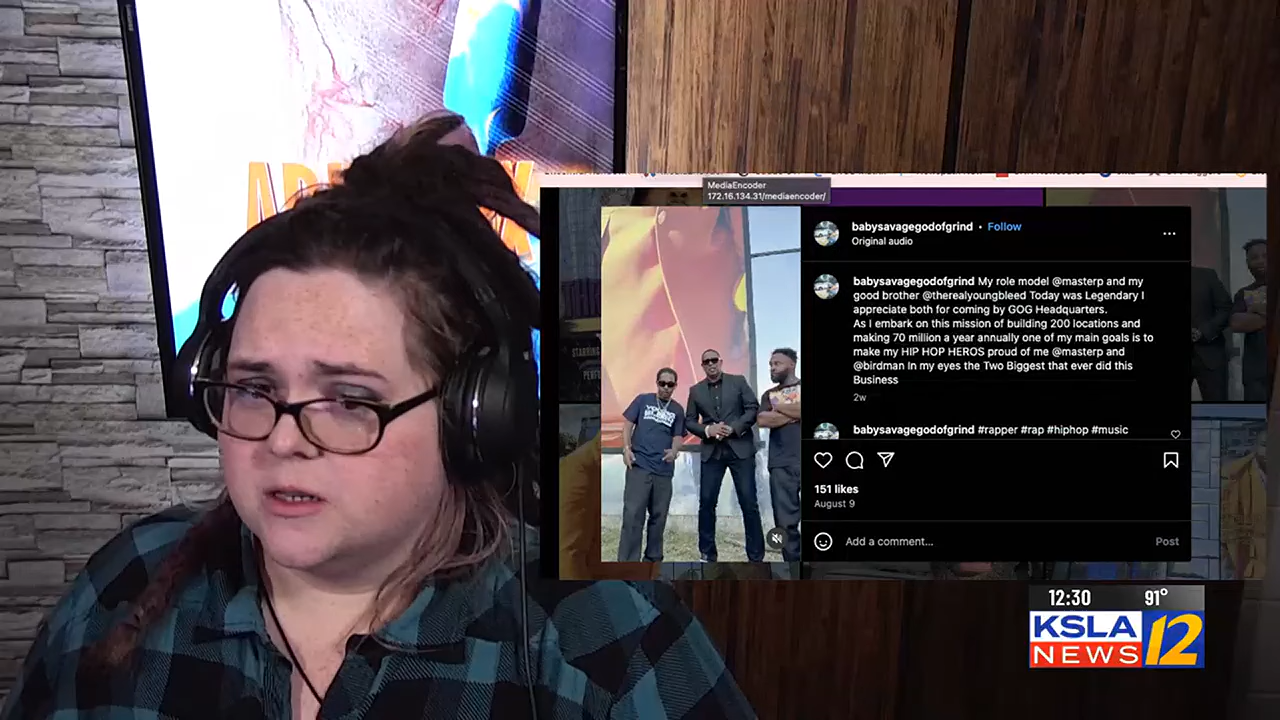 MediaEncoder
172.16.134.31/mediaencoder/
babysavagegodofgrind • Follow
Original audio
babysavagegodofgrind My role model @masterp and my
good brother @therealyoungbleed Today was Legendary I
appreciate both for coming by GOG Headquarters.
As I embark on this mission of building 200 locations and
making 70 million a year annually one of my main goals is to
make my HIP HOP HEROS proud of me @masterp and
@birdman In my eyes the Two Biggest that ever did this
Business
2w
babysavagegodofgrind #rapper #rap #hiphop #music
151 likes
August 9
Add a comment... Post
12:30 91°
KSLA 12
NEWS